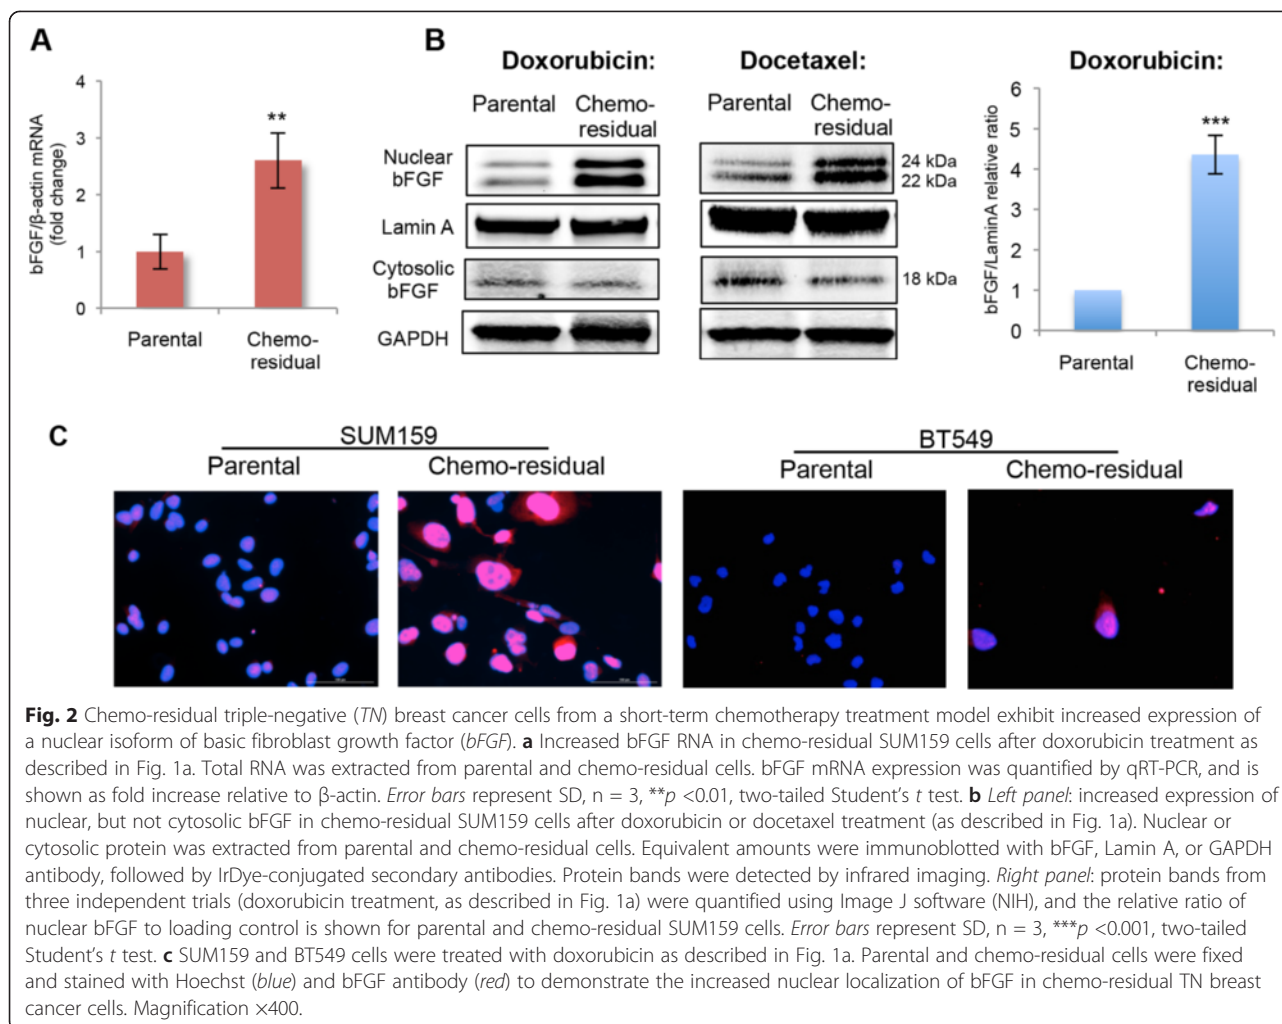 A
bFGF/β-actin mRNA
(fold change)
4
3
2
1
0
**
Parental
Chemo-
residual
B
Doxorubicin:
Docetaxel:
Doxorubicin:
Parental
Chemo-
residual
Parental
Chemo-
residual
Nuclear
bFGF
24 kDa
22 kDa
Lamin A
Cytosolic
bFGF
18 kDa
GAPDH
bFGF/LaminA relative ratio
6
5
4
3
2
1
0
***
Parental
Chemo-
residual
C
SUM159
BT549
Parental
Chemo-residual
Parental
Chemo-residual
Fig. 2 Chemo-residual triple-negative (TN) breast cancer cells from a short-term chemotherapy treatment model exhibit increased expression of
a nuclear isoform of basic fibroblast growth factor (bFGF). a Increased bFGF RNA in chemo-residual SUM159 cells after doxorubicin treatment as
described in Fig. 1a. Total RNA was extracted from parental and chemo-residual cells. bFGF mRNA expression was quantified by qRT-PCR, and is
shown as fold increase relative to β-actin. Error bars represent SD, n = 3, **p <0.01, two-tailed Student's t test. b Left panel: increased expression of
nuclear, but not cytosolic bFGF in chemo-residual SUM159 cells after doxorubicin or docetaxel treatment (as described in Fig. 1a). Nuclear or
cytosolic protein was extracted from parental and chemo-residual cells. Equivalent amounts were immunoblotted with bFGF, Lamin A, or GAPDH
antibody, followed by IrDye-conjugated secondary antibodies. Protein bands were detected by infrared imaging. Right panel: protein bands from
three independent trials (doxorubicin treatment, as described in Fig. 1a) were quantified using Image J software (NIH), and the relative ratio of
nuclear bFGF to loading control is shown for parental and chemo-residual SUM159 cells. Error bars represent SD, n = 3, ***p <0.001, two-tailed
Student's t test. c SUM159 and BT549 cells were treated with doxorubicin as described in Fig. 1a. Parental and chemo-residual cells were fixed
and stained with Hoechst (blue) and bFGF antibody (red) to demonstrate the increased nuclear localization of bFGF in chemo-residual TN breast
cancer cells. Magnification ×400.